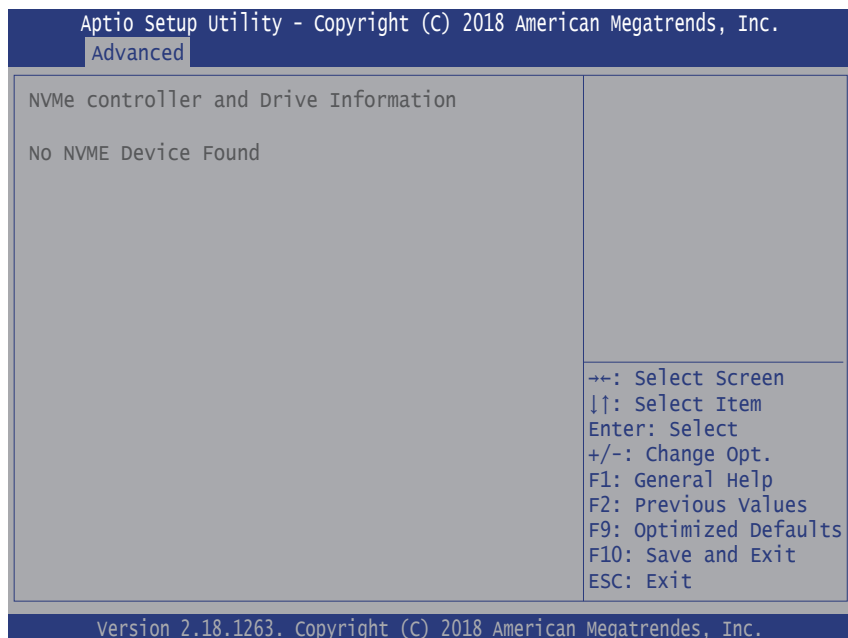 Aptio Setup Utility - Copyright (C) 2018 American Megatrends, Inc.
Advanced
NVMe controller and Drive Information
No NVME Device Found
→←: Select Screen
↓↑: Select Item
Enter: Select
+/-: Change Opt.
F1: General Help
F2: Previous Values
F9: Optimized Defaults
F10: Save and Exit
ESC: Exit
Version 2.18.1263. Copyright (C) 2018 American Megatrendes, Inc.